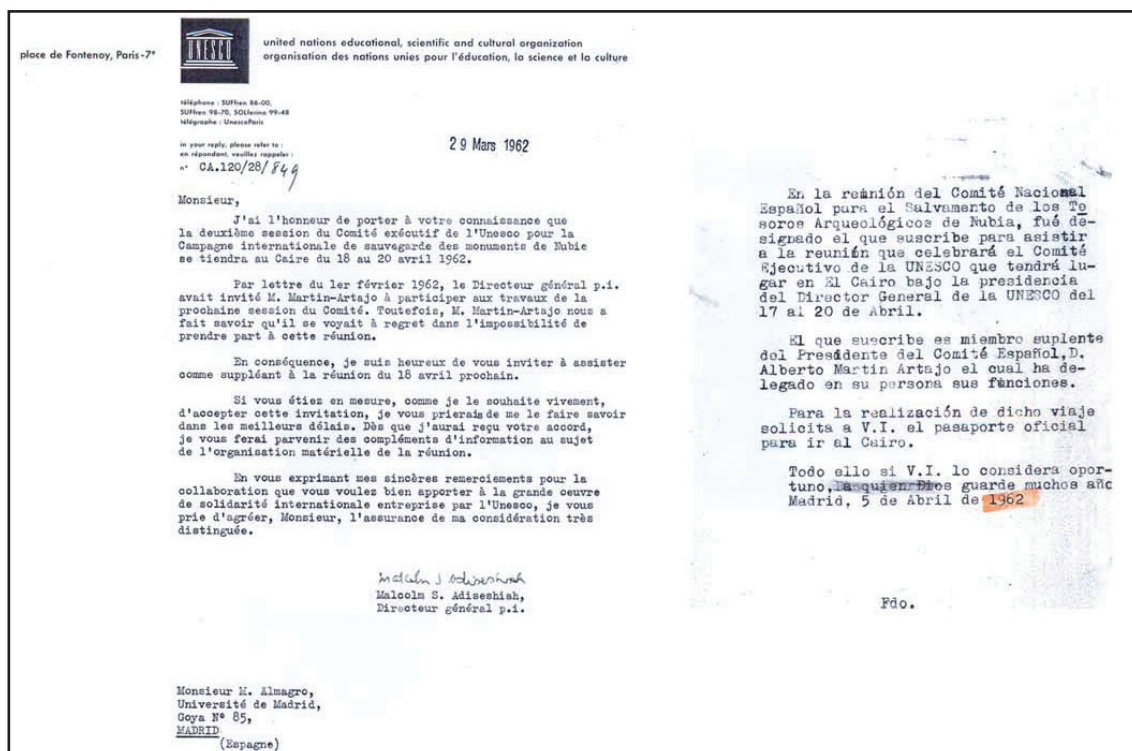 place de Fontenoy, Paris-7e
UNESCO
united nations educational, scientific and cultural organization
organisation des nations unies pour l'éducation, la science et la culture
téléphone : SUFfren 86-00,
SUFfren 98-70, SOLferino 99-48
télégraphe : UnescoParis
in your reply, please refer to :
en répondant, veuillez rappeler :
n° CA.120/28/849
29 Mars 1962
Monsieur,
J'ai l'honneur de porter à votre connaissance que
la deuxième session du Comité exécutif de l'Unesco pour la
Campagne internationale de sauvegarde des monuments de Nubie
se tiendra au Caire du 18 au 20 avril 1962.
Par lettre du 1er février 1962, le Directeur général p.i.
avait invité M. Martin-Artajo à participer aux travaux de la
prochaine session du Comité. Toutefois, M. Martin-Artajo nous a
fait savoir qu'il se voyait à regret dans l'impossibilité de
prendre part à cette réunion.
En conséquence, je suis heureux de vous inviter à assister
comme suppléant à la réunion du 18 avril prochain.
Si vous étiez en mesure, comme je le souhaite vivement,
d'accepter cette invitation, je vous prierais de me le faire savoir
dans les meilleurs délais. Dès que j'aurai reçu votre accord,
je vous ferai parvenir des compléments d'information au sujet
de l'organisation matérielle de la réunion.
En vous exprimant mes sincères remerciements pour la
collaboration que vous voulez bien apporter à la grande oeuvre
de solidarité internationale entreprise par l'Unesco, je vous
prie d'agréer, Monsieur, l'assurance de ma considération très
distinguée.
Malcolm S. Adiseshiah
Malcolm S. Adiseshiah,
Directeur général p.i.
Monsieur M. Almagro,
Université de Madrid,
Goya N° 85,
MADRID
(Espagne)
En la reunión del Comité Nacional
Español para el Salvamento de los To
soros Arqueológicos de Nubia, fué de-
signado el que suscribe para asistir
a la reunión que celebrará el Comité
Ejecutivo de la UNESCO que tendrá lu-
gar en El Cairo bajo la presidencia
del Director General de la UNESCO del
17 al 20 de Abril.
El que suscribe es miembro suplente
del Presidente del Comité Español, D.
Alberto Martin Artajo el cual ha de-
legado en su persona sus funciones.
Para la realización de dicho viaje
solicita a V.I. el pasaporte oficial
para ir al Cairo.
Todo ello si V.I. lo considera opor-
tuno, quien Dios guarde muchos año
Madrid, 5 de Abril de 1962
Fdo.